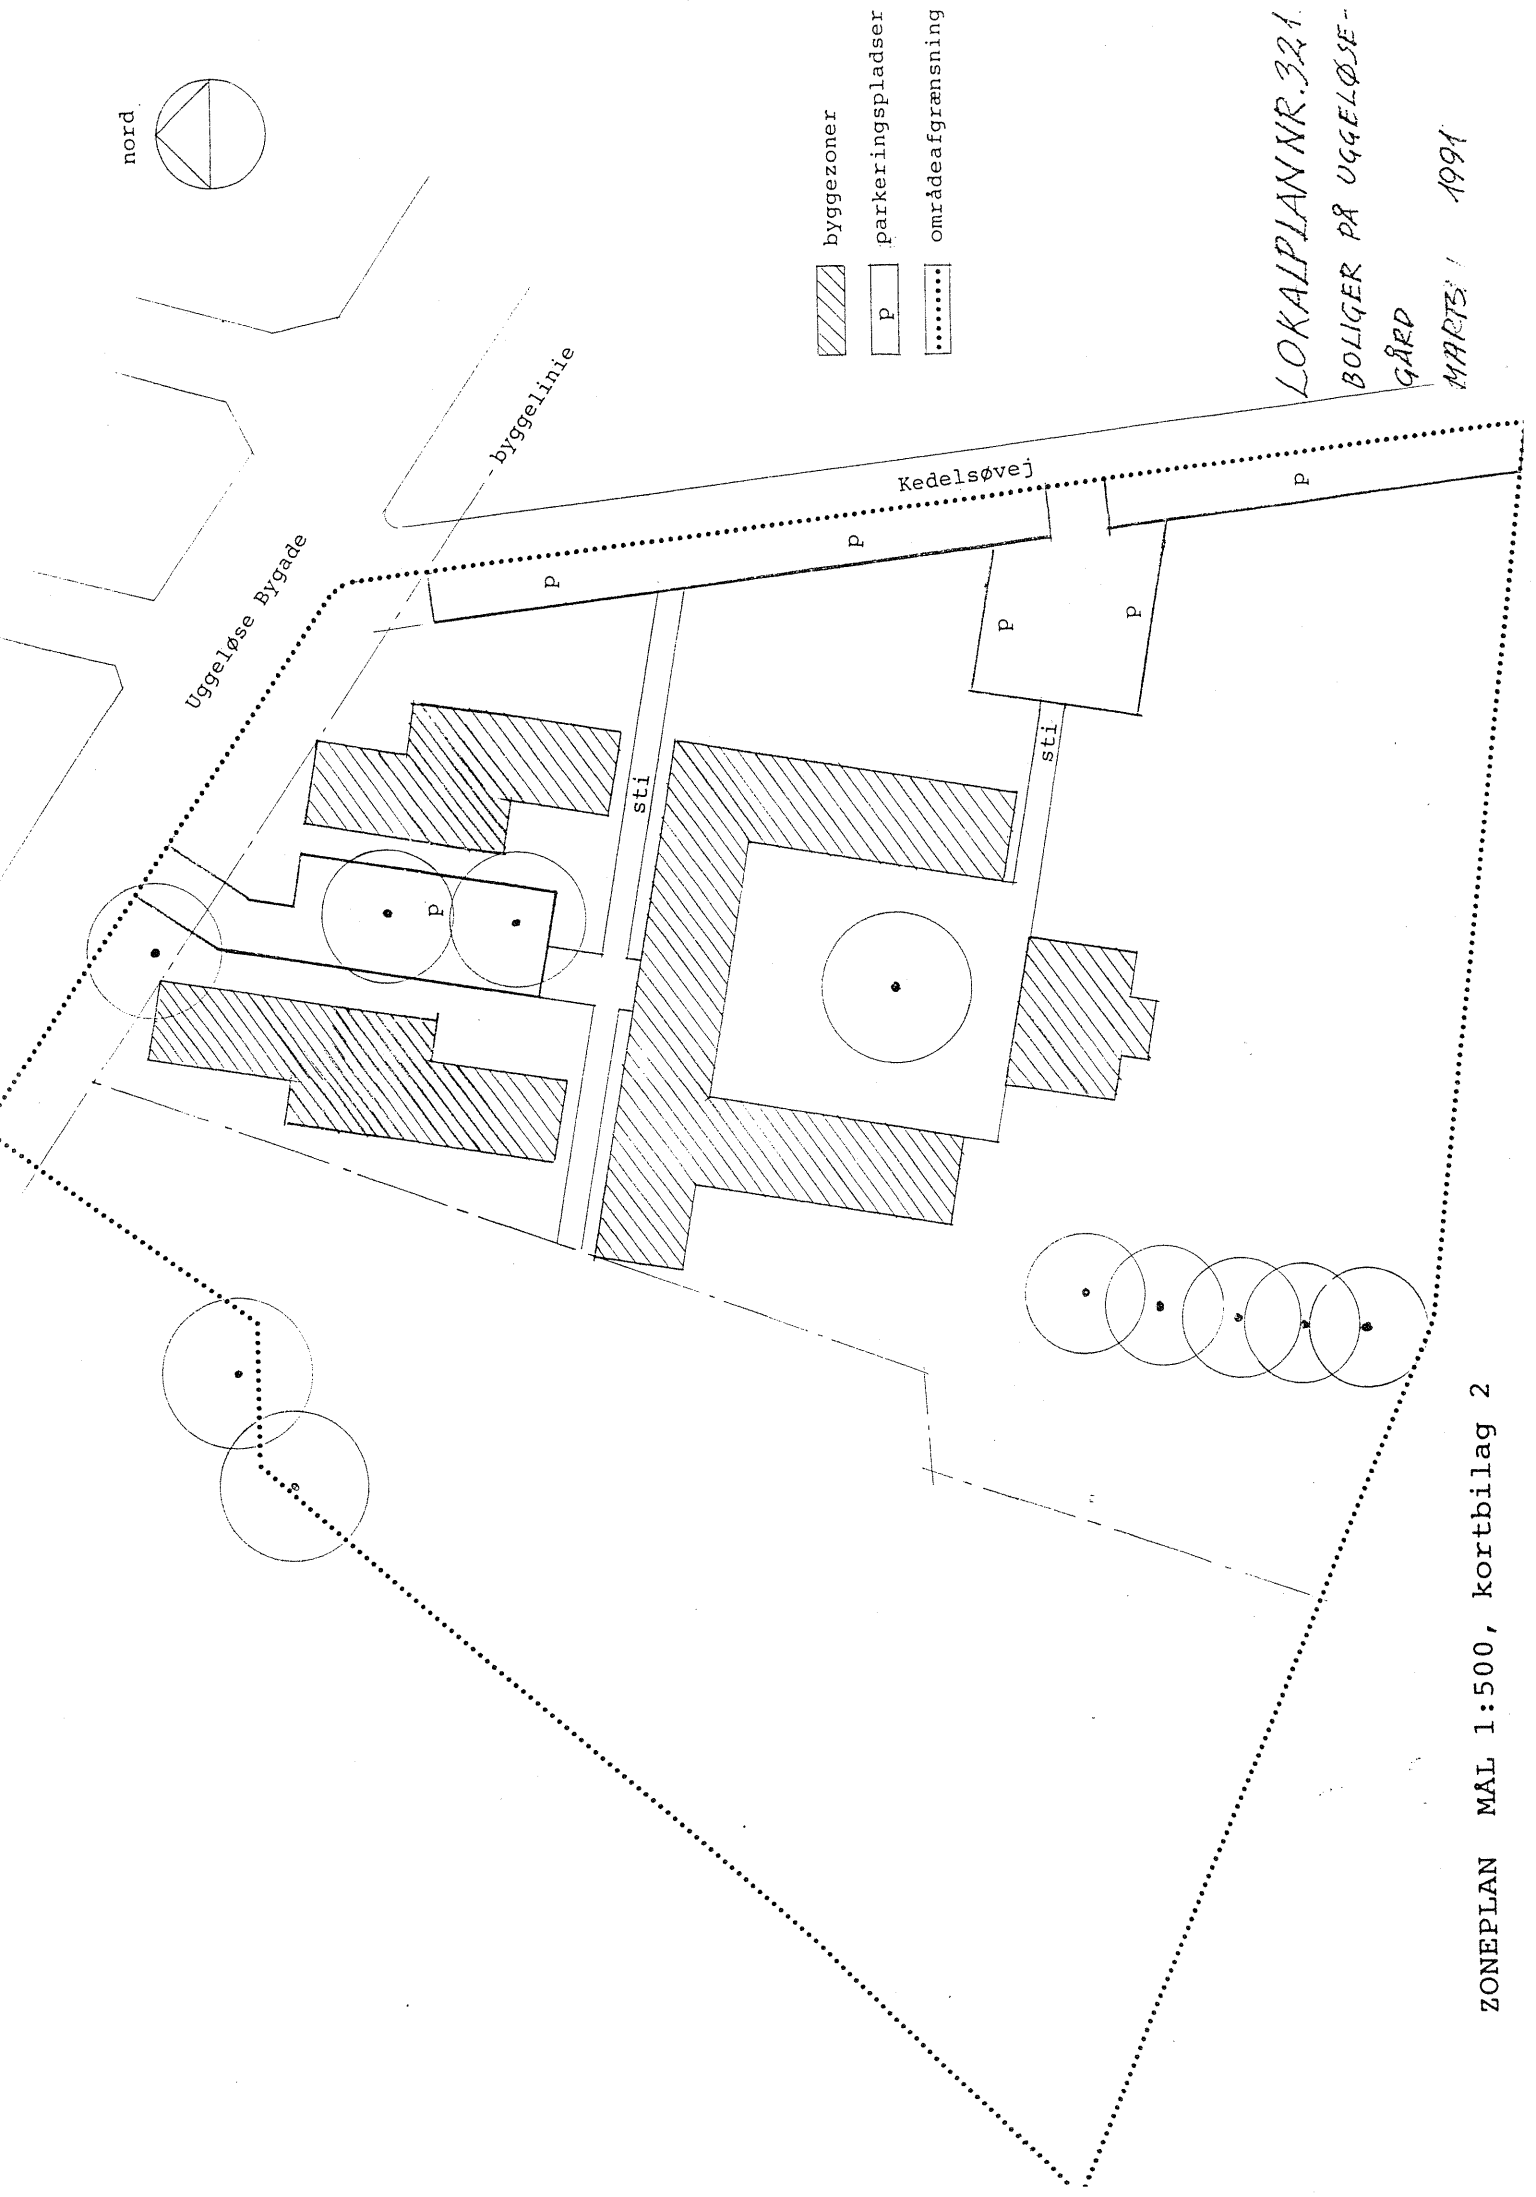 nord
byggezoner
p
parkeringspladser
områdeafgrænsning
LOKALPLAN NR. 321.
BOLIGER PÅ UGGELØSE-
GÅRD
MARTS 1991
byggelinie
Uggeløse Bygade
Kedelsøvej
p
p
p
p
p
p
sti
sti
ZONEPLAN MÅL 1:500, kortbilag 2